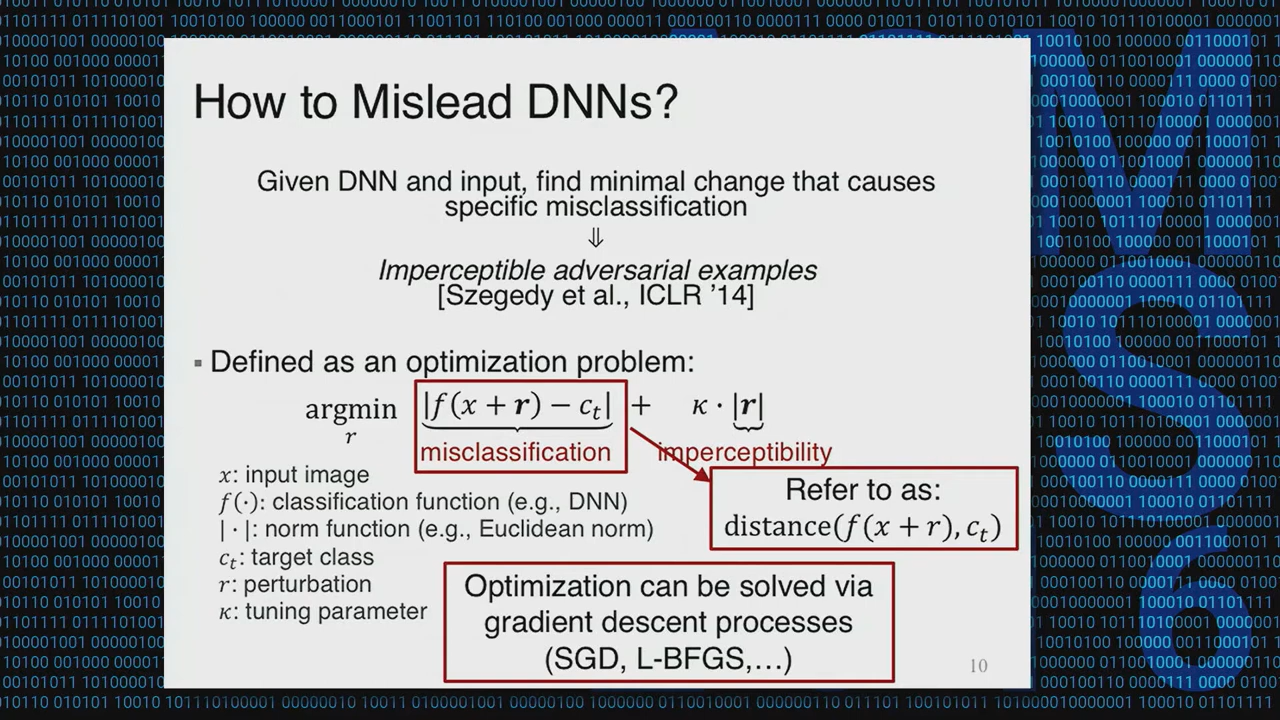 How to Mislead DNNs?
Given DNN and input, find minimal change that causes
specific misclassification
⇓
Imperceptible adversarial examples
[Szegedy et al., ICLR ’14]
▪ Defined as an optimization problem:
argmin |f(x + r) − c_t| + κ · |r|
r
misclassification imperceptibility
x: input image
f(·): classification function (e.g., DNN)
| · |: norm function (e.g., Euclidean norm)
c_t: target class
r: perturbation
κ: tuning parameter
Refer to as:
distance(f(x + r), c_t)
Optimization can be solved via
gradient descent processes
(SGD, L-BFGS,…)
10